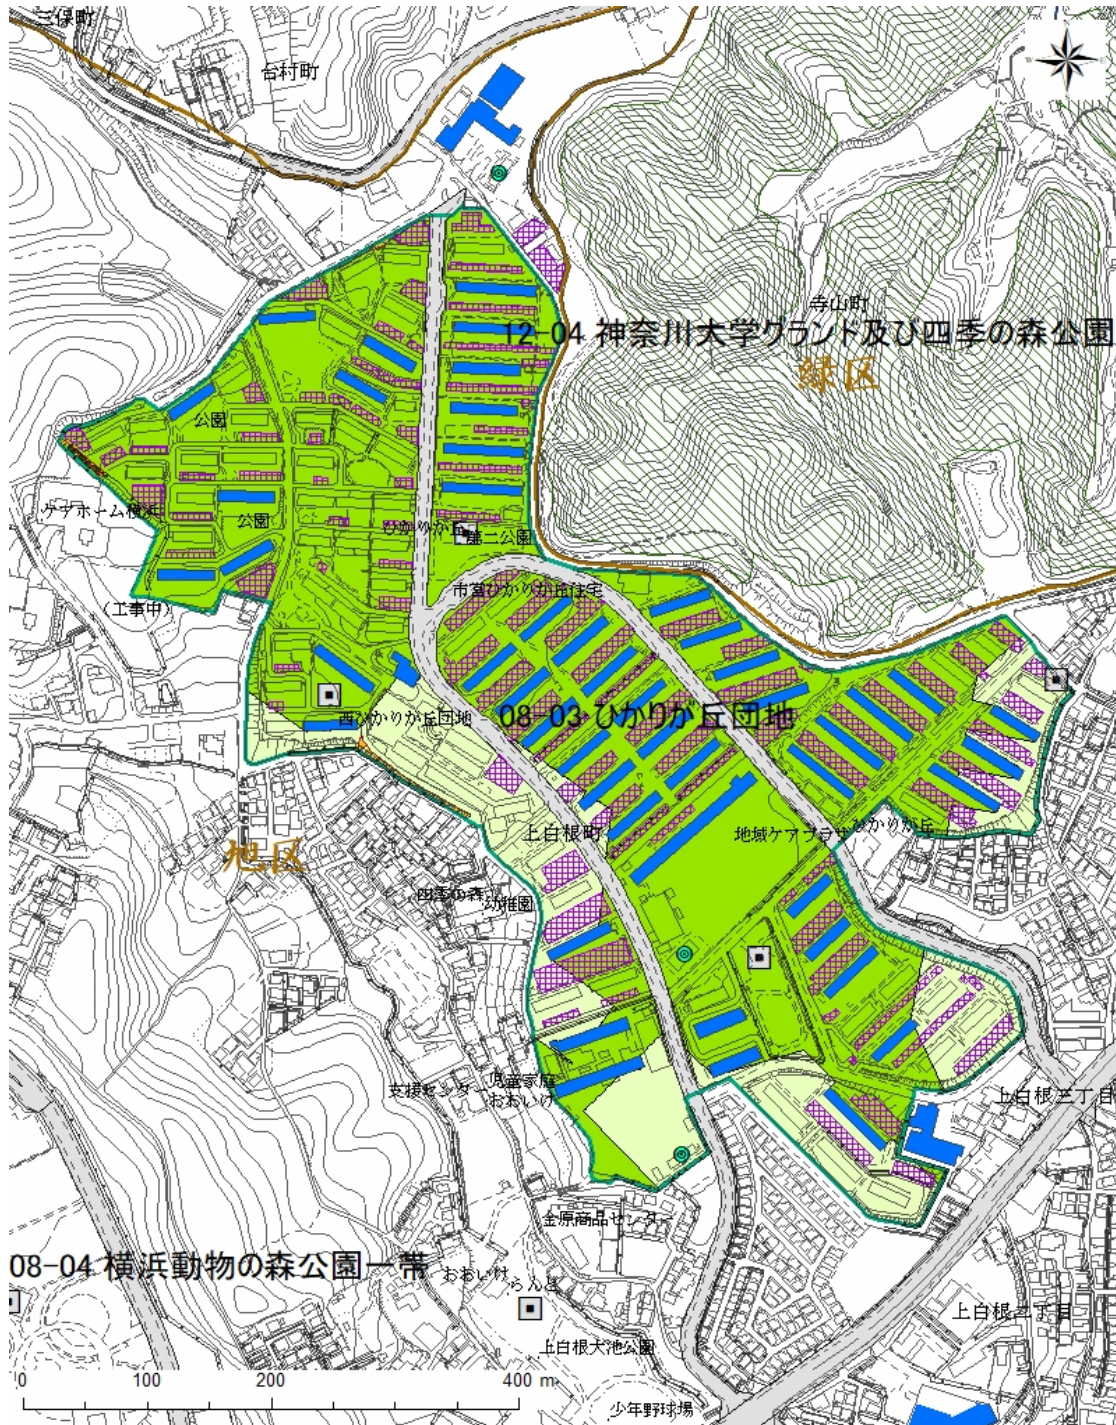 三保町
台村町
寺山町
12-04 神奈川大学グランド及び四季の森公園
緑区
公園
ケアホーム横浜
公園
ひかりが丘
第二公園
市営ひかりが丘住宅
(工事中)
西ひかりが丘団地
08-03 ひかりが丘団地
上白根町
地域ケアプラザ
ひかりが丘
旭区
四季の森
幼稚園
支援センター
児童家庭
おおいけ
上白根三丁目
金原商品センター
08-04 横浜動物の森公園一帯
おおいけ
らんど
上白根二丁目
上白根大池公園
0 100 200 400 m
少年野球場